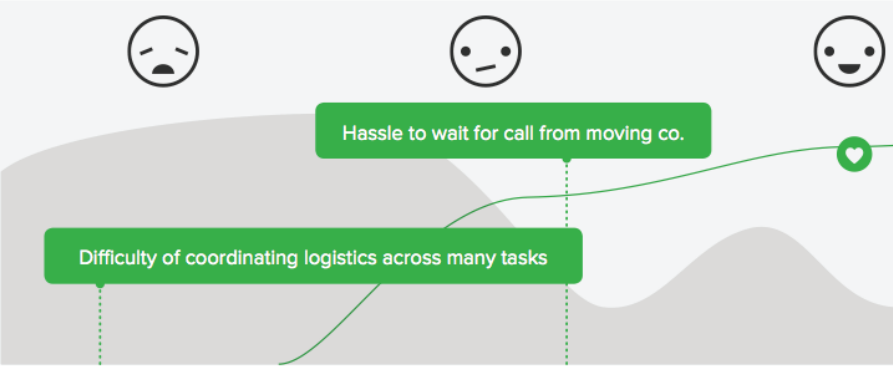 Hassle to wait for call from moving co.
Difficulty of coordinating logistics across many tasks